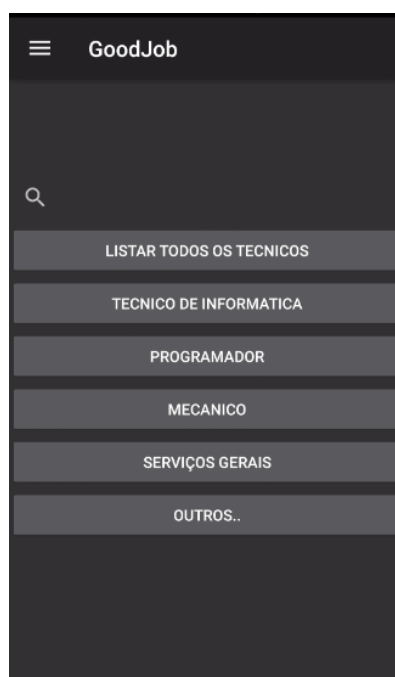 GoodJob
LISTAR TODOS OS TECNICOS
TECNICO DE INFORMATICA
PROGRAMADOR
MECANICO
SERVIÇOS GERAIS
OUTROS..